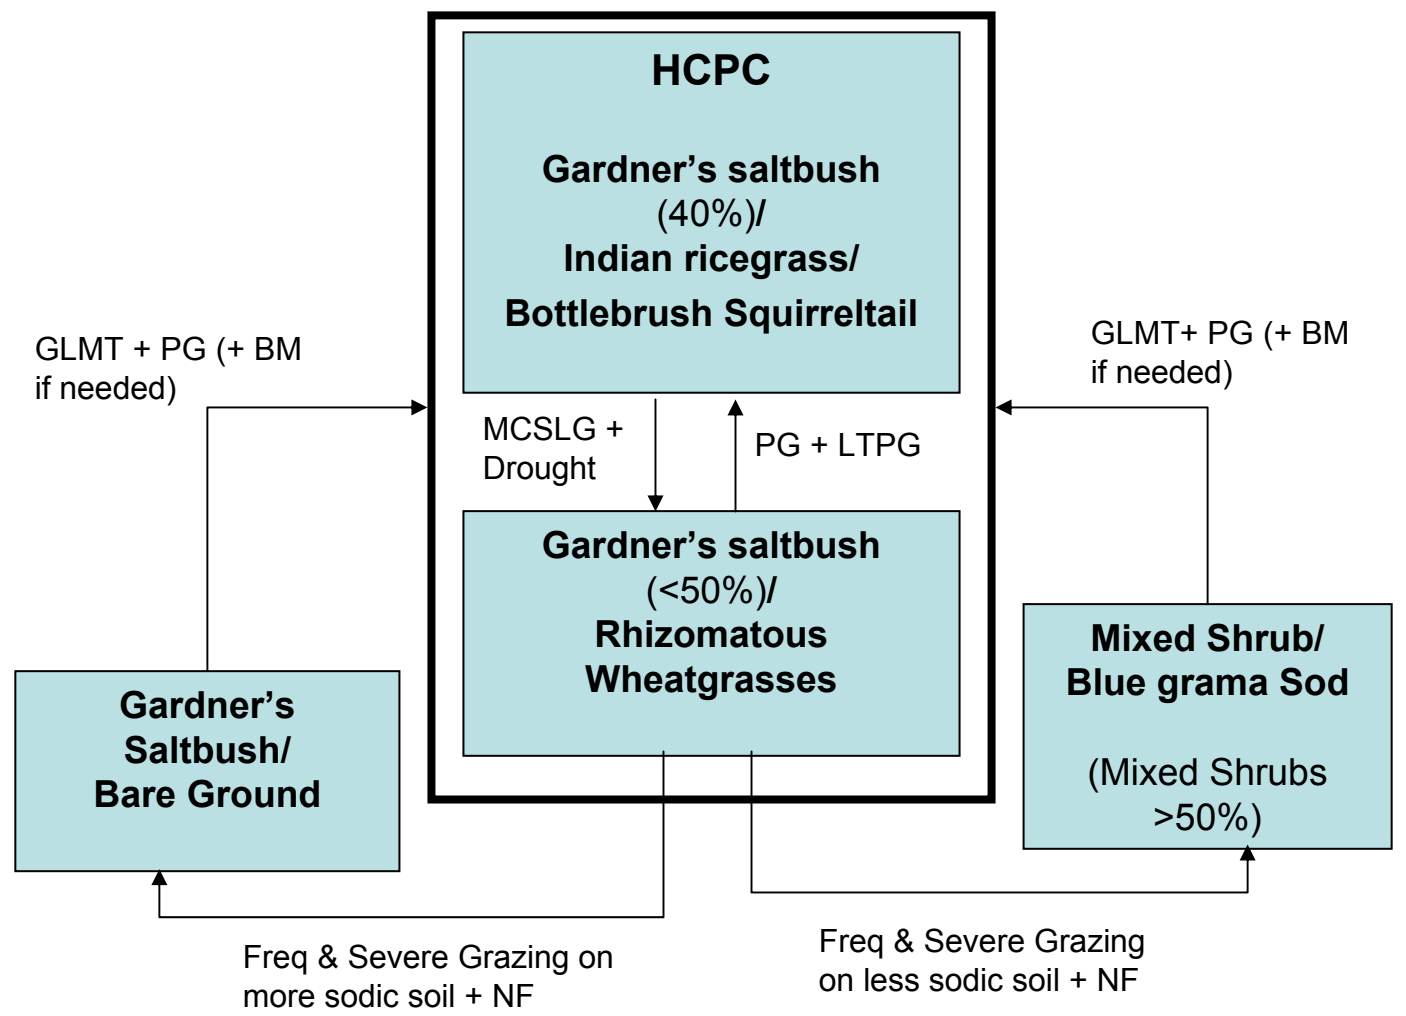 HCPC
Gardner’s saltbush
(40%)/
Indian ricegrass/
Bottlebrush Squirreltail
GLMT + PG (+ BM
if needed)
GLMT+ PG (+ BM
if needed)
MCSLG +
Drought
PG + LTPG
Gardner’s saltbush
(<50%)/
Rhizomatous
Wheatgrasses
Gardner’s
Saltbush/
Bare Ground
Mixed Shrub/
Blue grama Sod
(Mixed Shrubs
>50%)
Freq & Severe Grazing on
more sodic soil + NF
Freq & Severe Grazing
on less sodic soil + NF